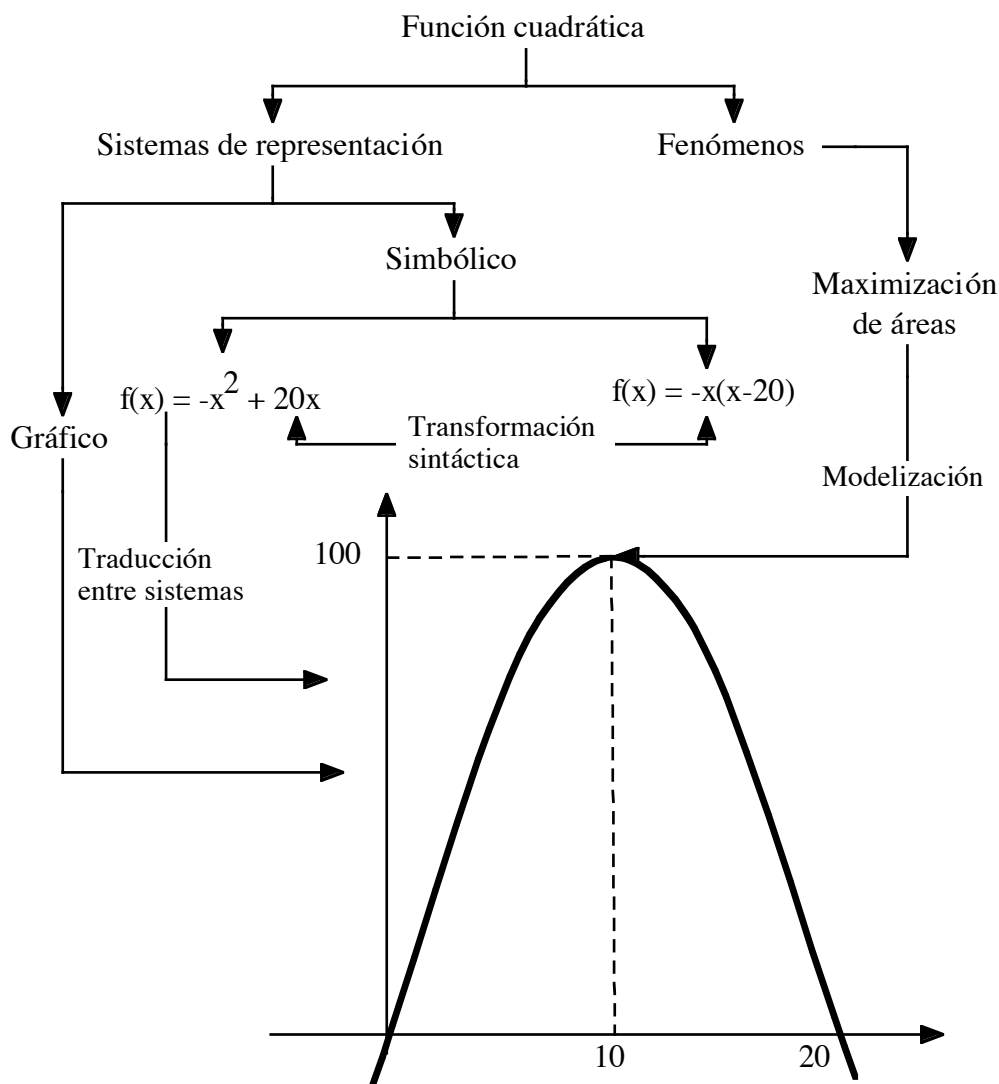 Función cuadrática
Sistemas de representación
Fenómenos
Simbólico
Maximización
de áreas
f(x) = -x² + 20x
f(x) = -x(x-20)
Gráfico
Transformación
sintáctica
Modelización
Traducción
entre sistemas
100
10
20